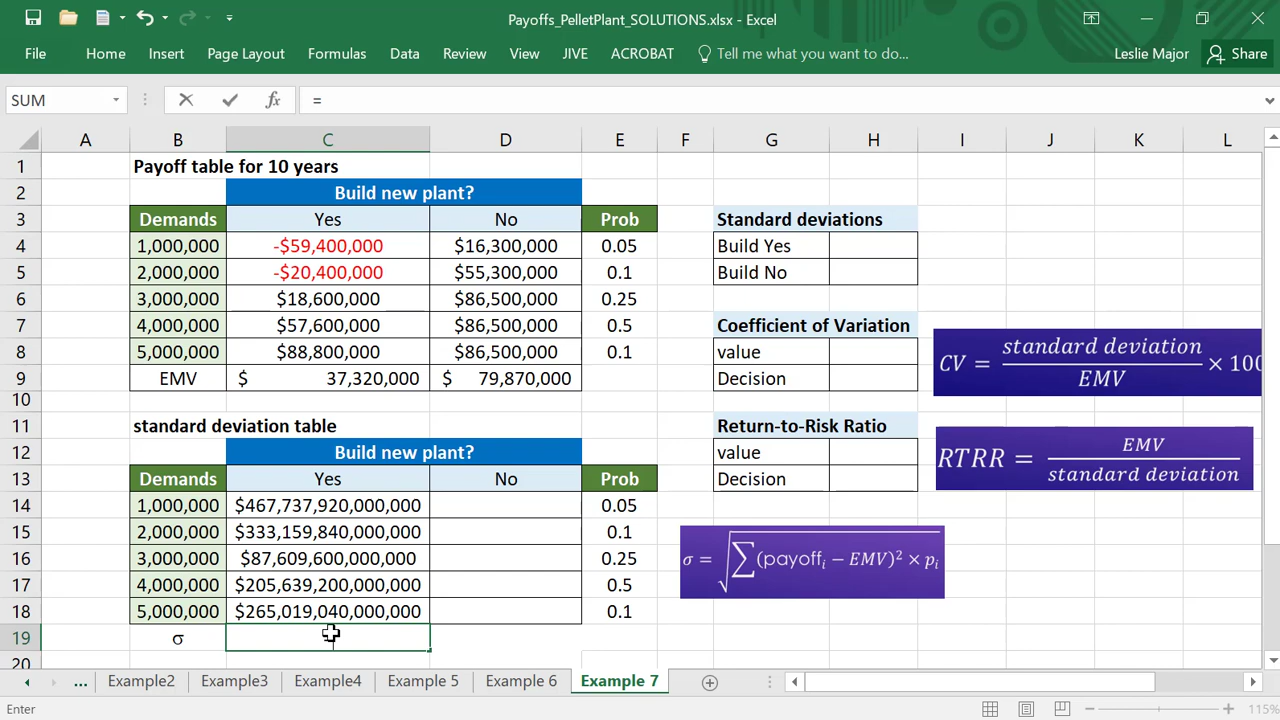 Payoffs_PelletPlant_SOLUTIONS.xlsx - Excel
File Home Insert Page Layout Formulas Data Review View JIVE ACROBAT Tell me what you want to do... Leslie Major Share
SUM =
A B C D E F G H I J K L
1 Payoff table for 10 years
2 Build new plant?
3 Demands Yes No Prob Standard deviations
4 1,000,000 -$59,400,000 $16,300,000 0.05 Build Yes
5 2,000,000 -$20,400,000 $55,300,000 0.1 Build No
6 3,000,000 $18,600,000 $86,500,000 0.25
7 4,000,000 $57,600,000 $86,500,000 0.5 Coefficient of Variation
8 5,000,000 $88,800,000 $86,500,000 0.1 value
CV = standard deviation / EMV × 100
9 EMV $ 37,320,000 $ 79,870,000 Decision
10
11 standard deviation table Return-to-Risk Ratio
12 Build new plant? value
RTRR = EMV / standard deviation
13 Demands Yes No Prob Decision
14 1,000,000 $467,737,920,000,000 0.05
15 2,000,000 $333,159,840,000,000 0.1
16 3,000,000 $87,609,600,000,000 0.25
σ = √∑(payoffᵢ − EMV)² × pᵢ
17 4,000,000 $205,639,200,000,000 0.5
18 5,000,000 $265,019,040,000,000 0.1
19 σ =
20
... Example2 Example3 Example4 Example 5 Example 6 Example 7
Enter 115%